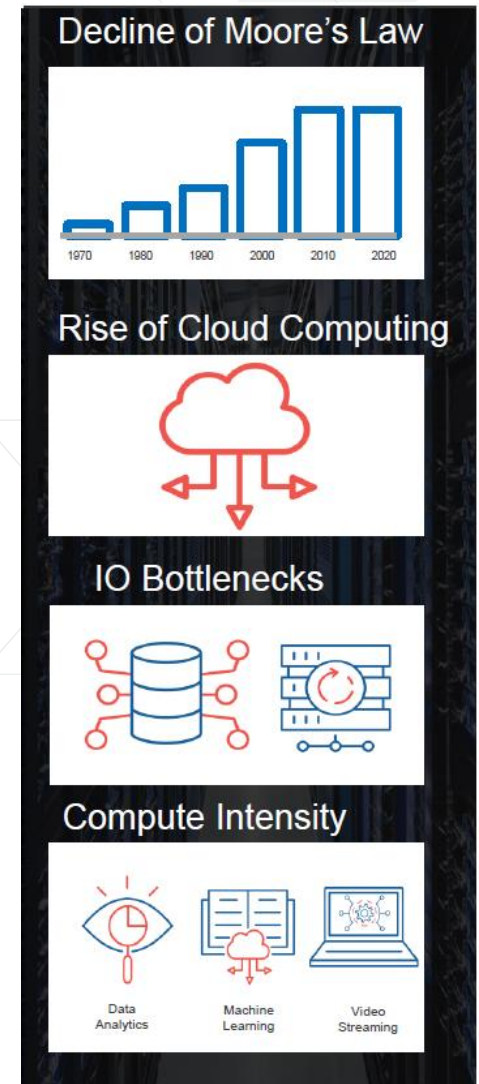 Decline of Moore's Law
1970 1980 1990 2000 2010 2020
Rise of Cloud Computing
IO Bottlenecks
Compute Intensity
Data
Analytics
Machine
Learning
Video
Streaming